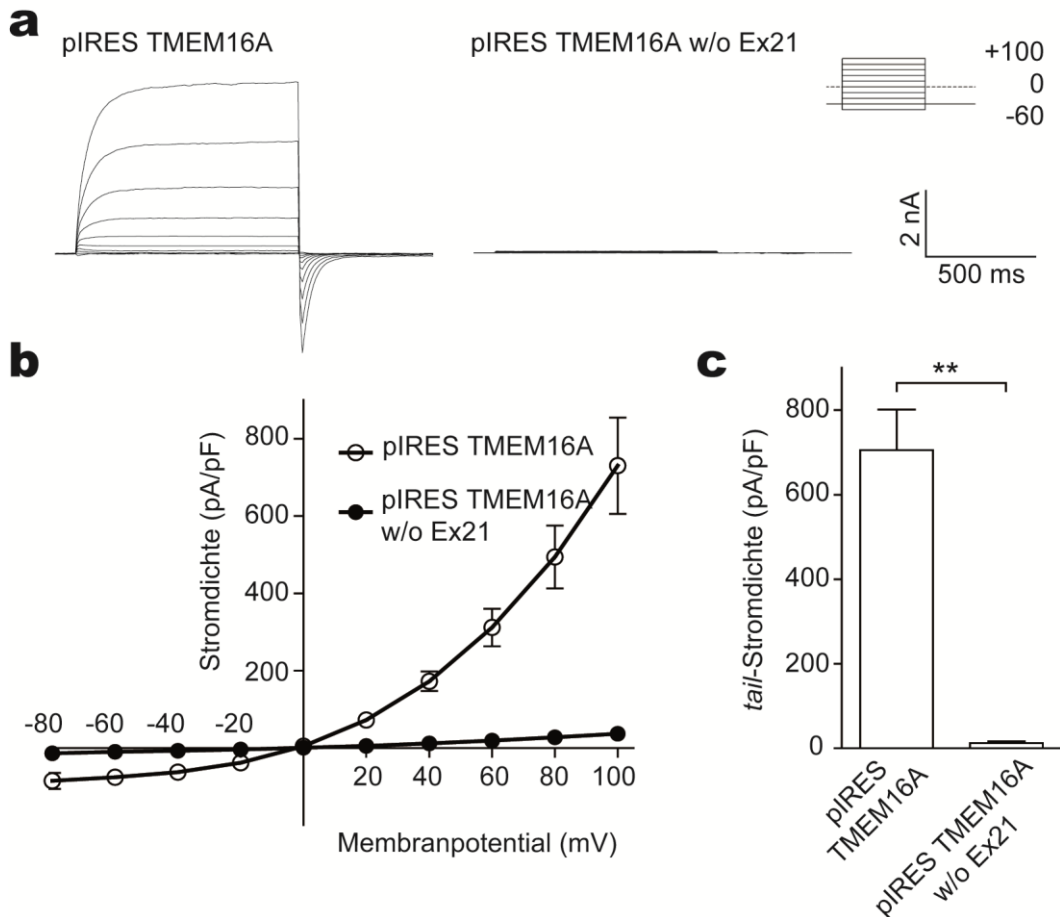 a
pIRES TMEM16A
pIRES TMEM16A w/o Ex21
+100
0
-60
2 nA
500 ms
b
Stromdichte (pA/pF)
800
600
400
200
pIRES TMEM16A
pIRES TMEM16A
w/o Ex21
-80
-60
-40
-20
20
40
60
80
100
Membranpotential (mV)
c
**
tail-Stromdichte (pA/pF)
800
600
400
200
0
pIRES
TMEM16A
pIRES TMEM16A
w/o Ex21